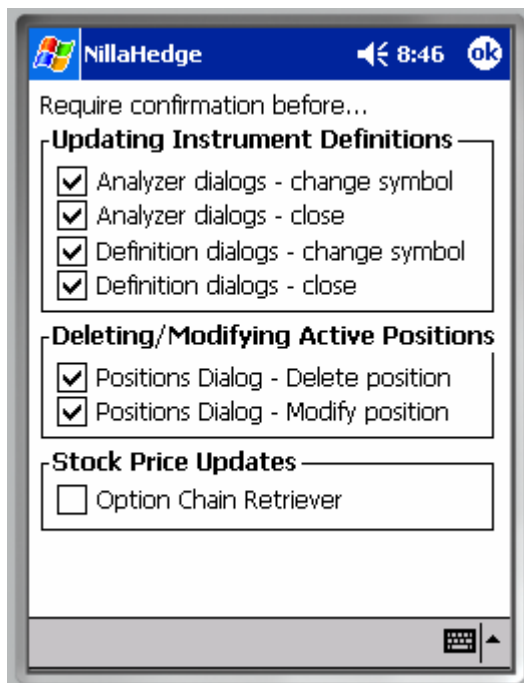 NillaHedge 8:46 ok
Require confirmation before...
Updating Instrument Definitions
Analyzer dialogs - change symbol
Analyzer dialogs - close
Definition dialogs - change symbol
Definition dialogs - close
Deleting/Modifying Active Positions
Positions Dialog - Delete position
Positions Dialog - Modify position
Stock Price Updates
Option Chain Retriever